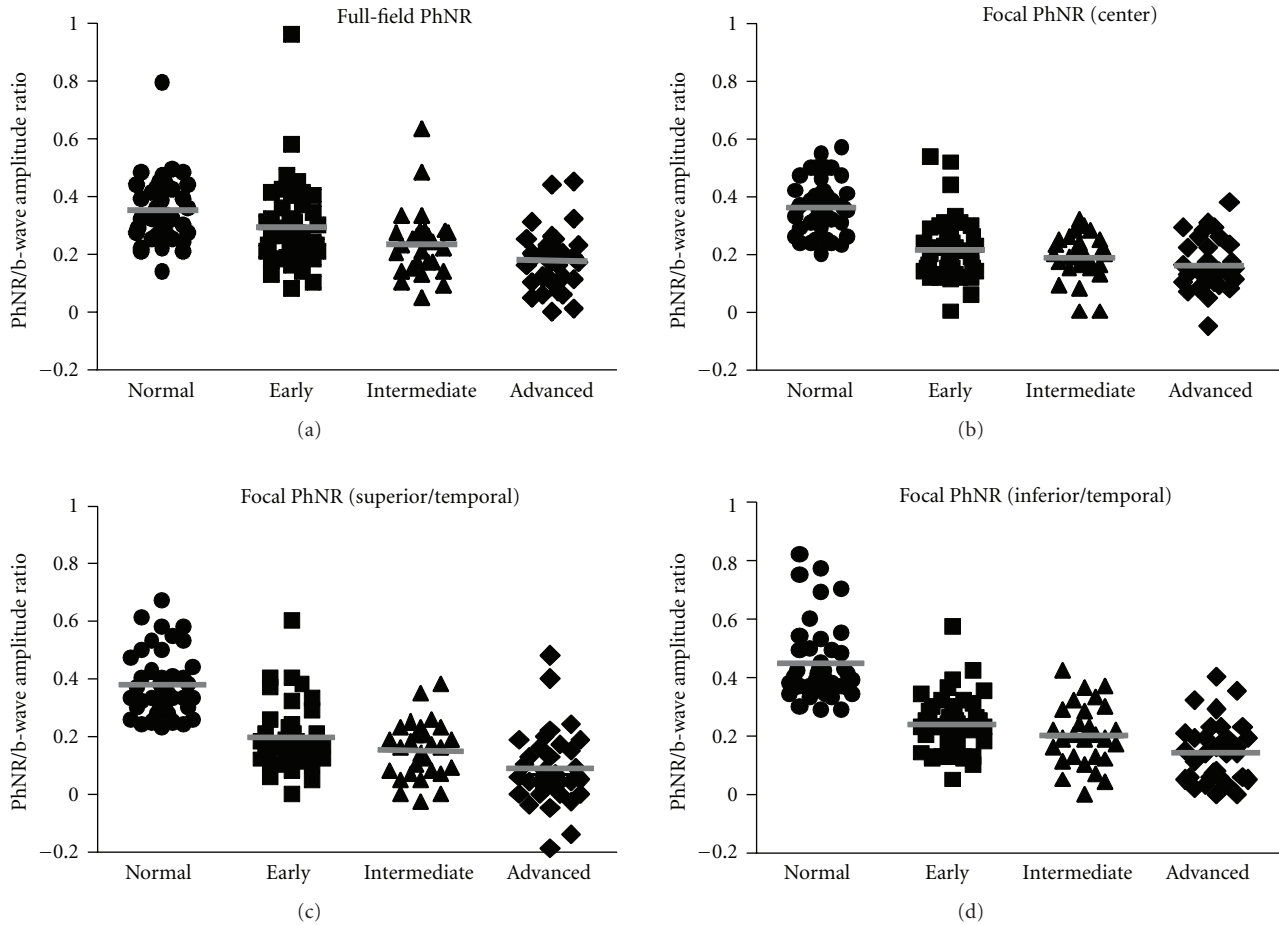 Full-field PhNR
PhNR/b-wave amplitude ratio
1
0.8
0.6
0.4
0.2
0
−0.2
Normal Early Intermediate Advanced
(a)
Focal PhNR (center)
PhNR/b-wave amplitude ratio
1
0.8
0.6
0.4
0.2
0
−0.2
Normal Early Intermediate Advanced
(b)
Focal PhNR (superior/temporal)
PhNR/b-wave amplitude ratio
1
0.8
0.6
0.4
0.2
0
−0.2
Normal Early Intermediate Advanced
(c)
Focal PhNR (inferior/temporal)
PhNR/b-wave amplitude ratio
1
0.8
0.6
0.4
0.2
0
−0.2
Normal Early Intermediate Advanced
(d)